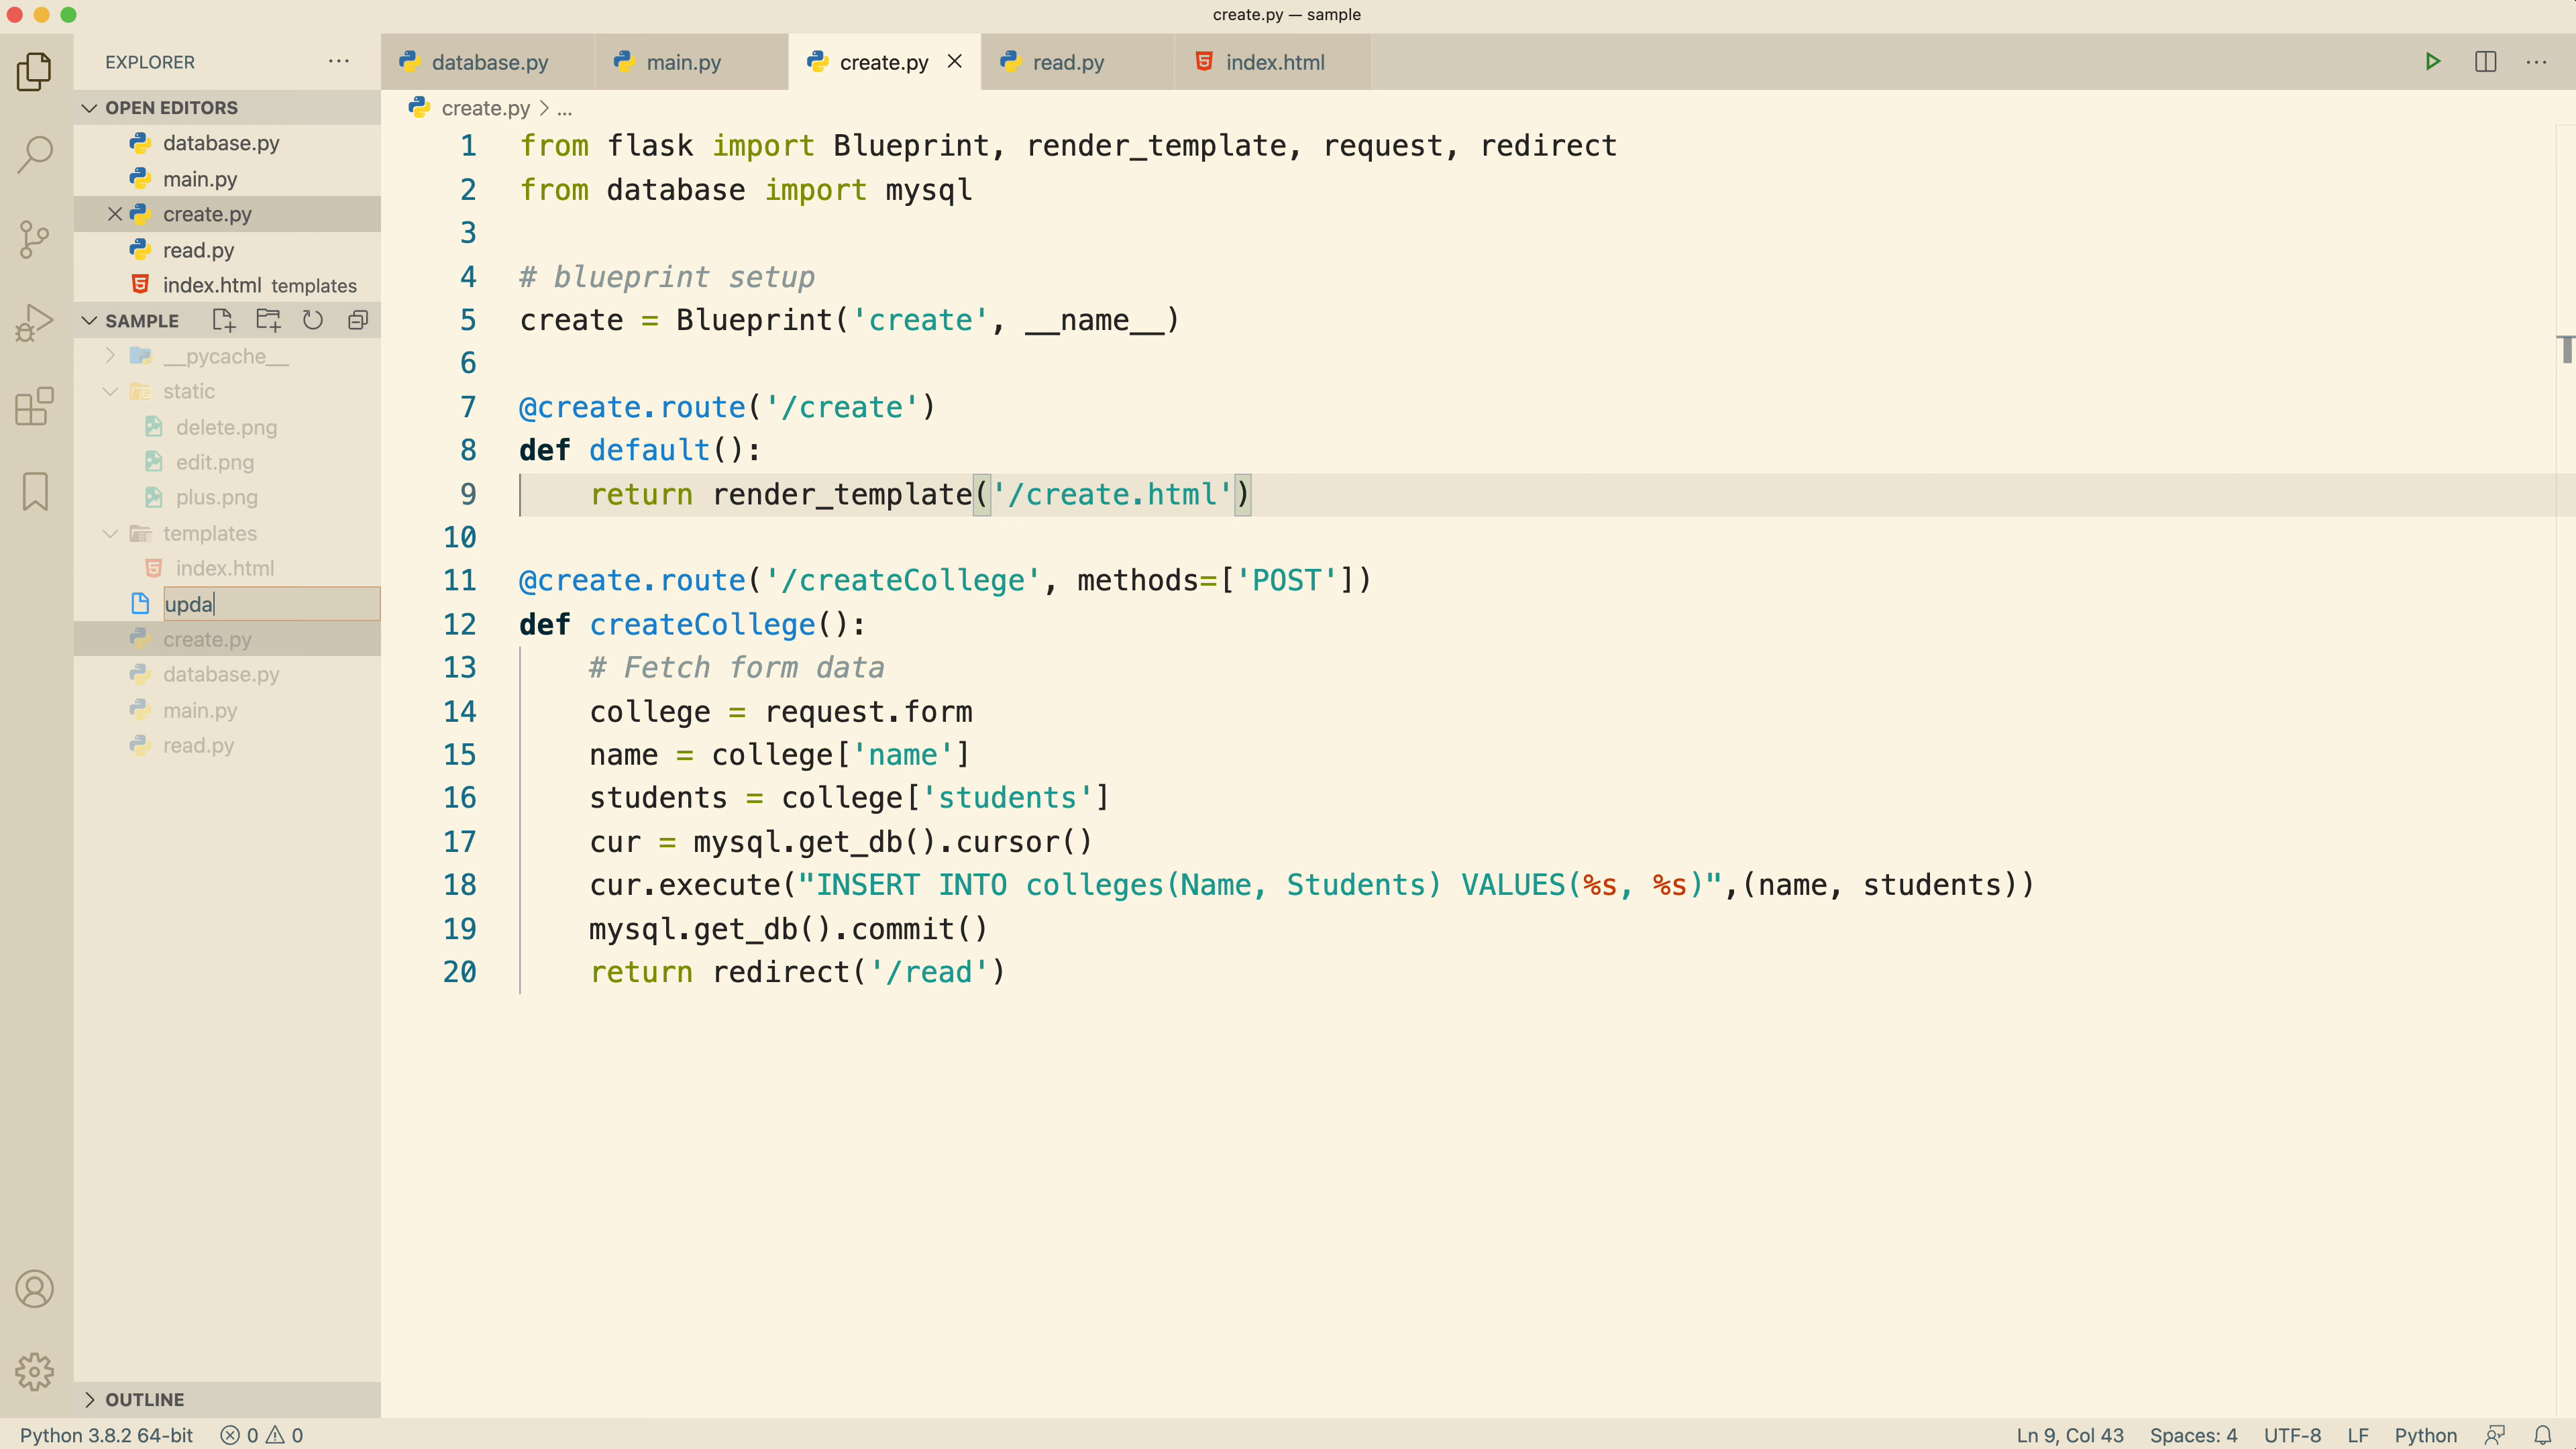 create.py — sample
EXPLORER
database.py
main.py
create.py
read.py
index.html
OPEN EDITORS
database.py
main.py
create.py
read.py
index.html templates
SAMPLE
__pycache__
static
delete.png
edit.png
plus.png
templates
index.html
upda
create.py
database.py
main.py
read.py
OUTLINE
create.py > ...
1 from flask import Blueprint, render_template, request, redirect
2 from database import mysql
3
4 # blueprint setup
5 create = Blueprint('create', __name__)
6
7 @create.route('/create')
8 def default():
9     return render_template('/create.html')
10
11 @create.route('/createCollege', methods=['POST'])
12 def createCollege():
13     # Fetch form data
14     college = request.form
15     name = college['name']
16     students = college['students']
17     cur = mysql.get_db().cursor()
18     cur.execute("INSERT INTO colleges(Name, Students) VALUES(%s, %s)",(name, students))
19     mysql.get_db().commit()
20     return redirect('/read')
Python 3.8.2 64-bit 0 0 Ln 9, Col 43 Spaces: 4 UTF-8 LF Python